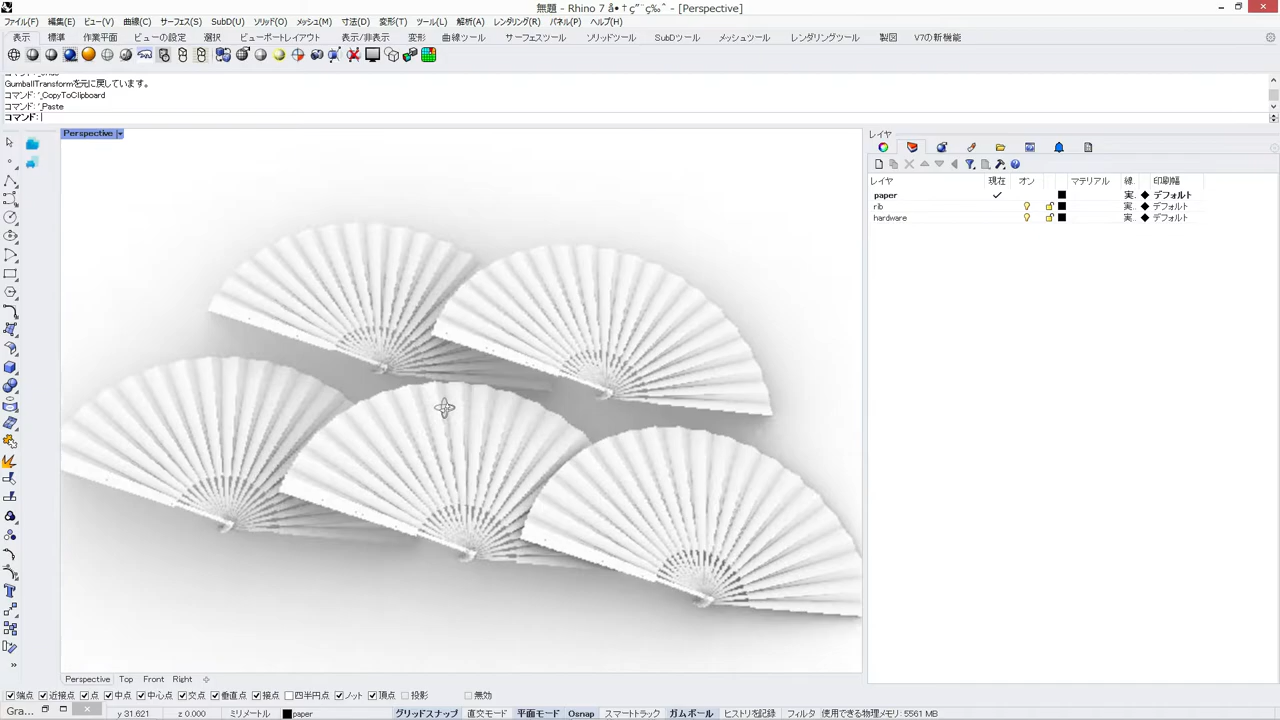 無題 - Rhino 7 å•†ç”¨ç‰ˆ - [Perspective]
ファイル(F) 編集(E) ビュー(V) 曲線(C) サーフェス(S) SubD(U) ソリッド(O) メッシュ(M) 寸法(D) 変形(T) ツール(L) 解析(A) レンダリング(R) パネル(P) ヘルプ(H)
表示 標準 作業平面 ビューの設定 選択 ビューポートレイアウト 表示/非表示 変形 曲線ツール サーフェスツール ソリッドツール SubDツール メッシュツール レンダリングツール 製図 V7の新機能
GumballTransformを元に戻しています。
コマンド: '_CopyToClipboard
コマンド: '_Paste
コマンド:
Perspective
レイヤ
レイヤ 現在 オン マテリアル 線 印刷幅
paper 実. デフォルト
rib 実. デフォルト
hardware 実. デフォルト
Perspective Top Front Right
端点 近接点 点 中点 中心点 交点 垂直点 接点 四半円点 ノット 頂点 投影 無効
Gra...
y 31.621 z 0.000 ミリメートル paper グリッドスナップ 直交モード 平面モード Osnap スマートトラック ガムボール ヒストリを記録 フィルタ 使用できる物理メモリ: 5561 MB